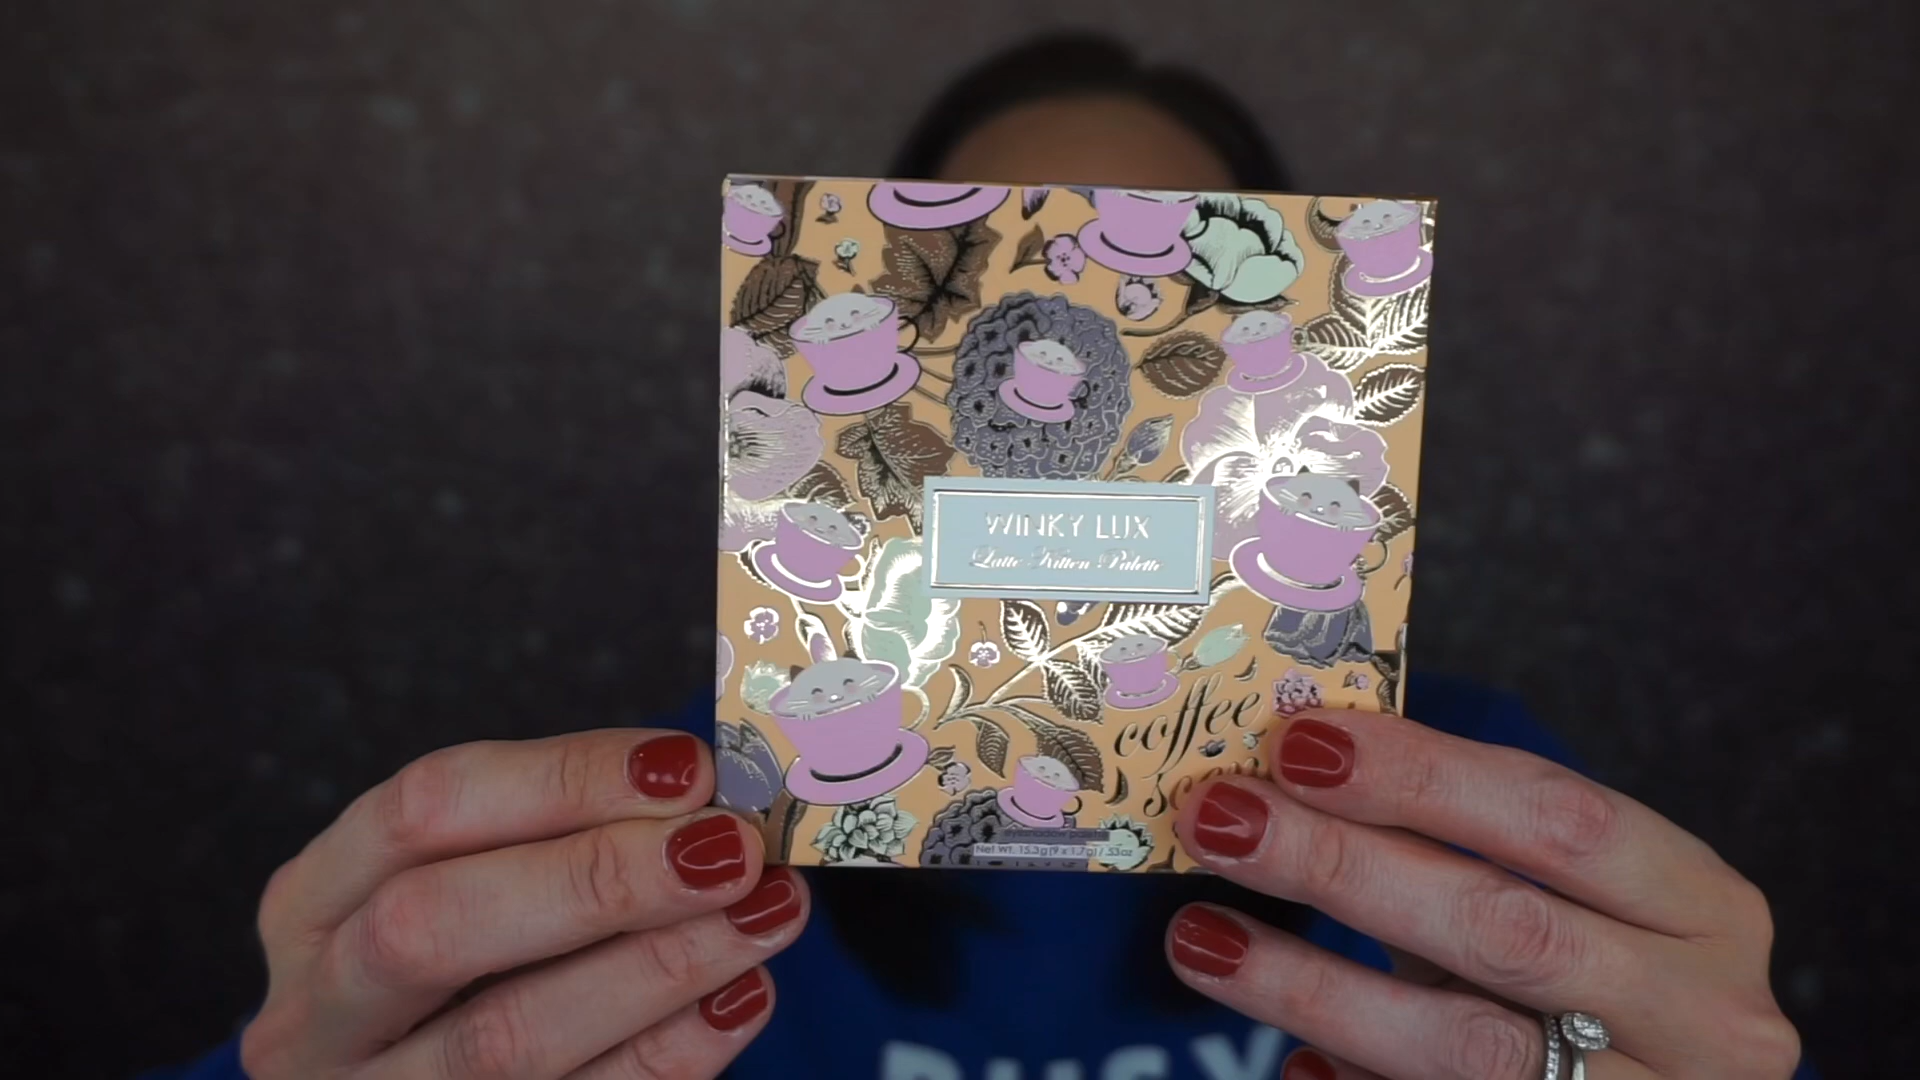 WINKY LUX
Latte Kitten Palette
coffee
eyeshadow palette
Net Wt. 15.3g (9 x 1.7g) / .53oz